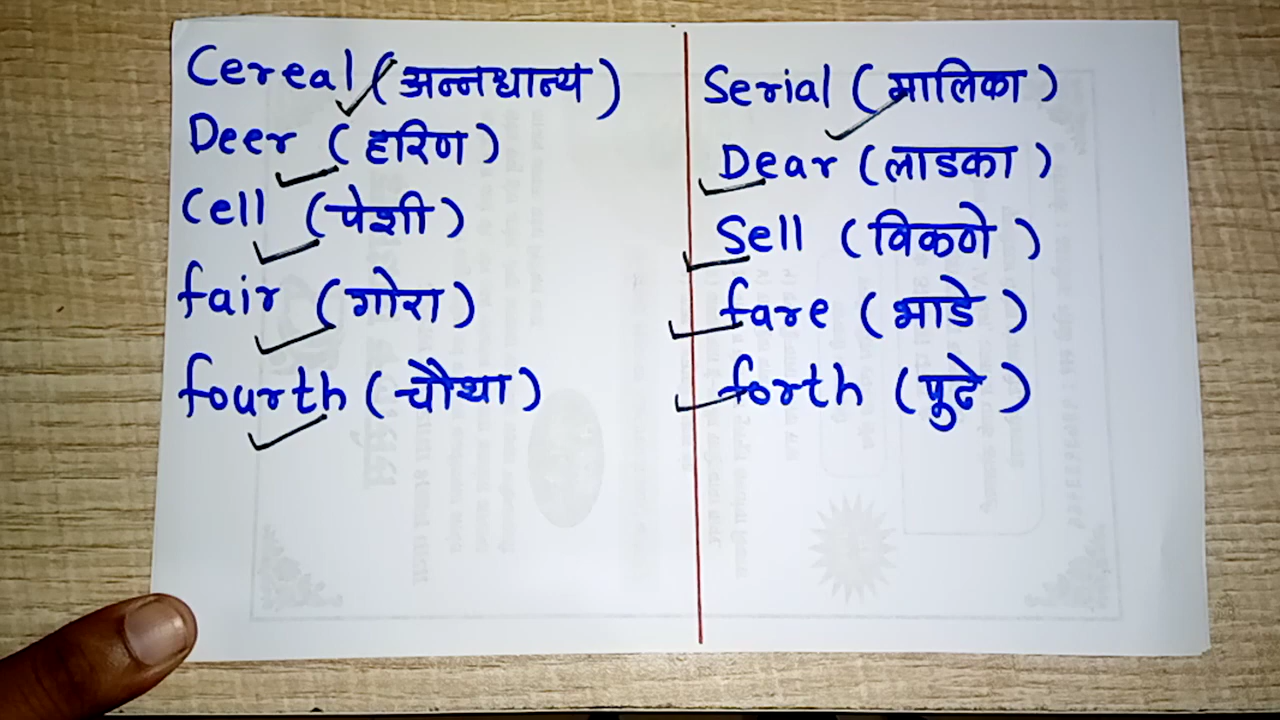 Cereal (अन्नधान्य)
Deer (हरिण)
Cell (पेशी)
fair (गोरा)
fourth (चौथा)
Serial (मालिका)
Dear (लाडका)
Sell (विकणे)
fare (भाडे)
forth (पुढे)